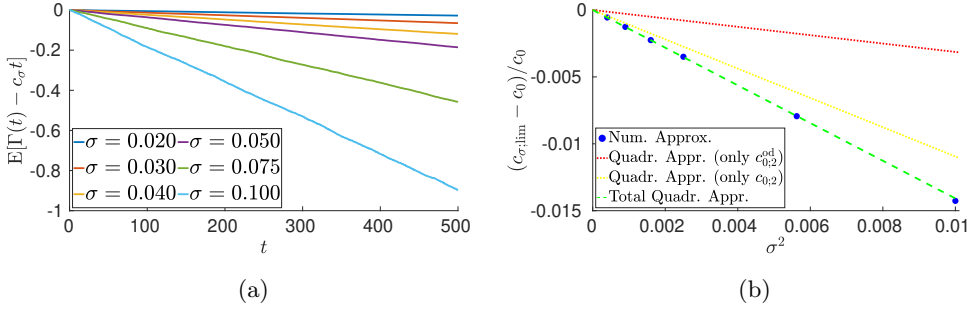 0
-0.2
-0.4
-0.6
-0.8
-1
E[Γ(t) − c_σ t]
σ = 0.020 σ = 0.050
σ = 0.030 σ = 0.075
σ = 0.040 σ = 0.100
0 100 200 300 400 500
t
(a)
0
-0.005
-0.01
-0.015
(c_{σ;lim} − c_0)/c_0
Num. Approx.
Quadr. Appr. (only c_{0;2}^{od})
Quadr. Appr. (only c_{0;2})
Total Quadr. Appr.
0 0.002 0.004 0.006 0.008 0.01
σ²
(b)